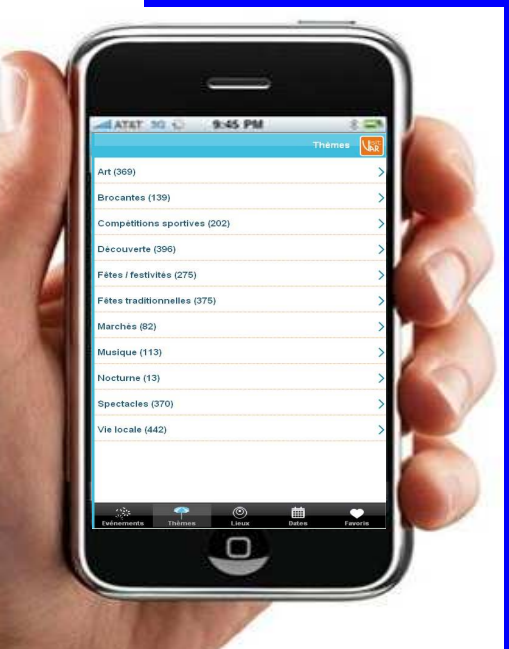 AT&T 3G 9:45 PM
Thèmes VAR
Art (369)
Brocantes (139)
Compétitions sportives (202)
Découverte (396)
Fêtes / festivités (275)
Fêtes traditionnelles (375)
Marchés (82)
Musique (113)
Nocturne (13)
Spectacles (370)
Vie locale (442)
Evénements Thèmes Lieux Dates Favoris